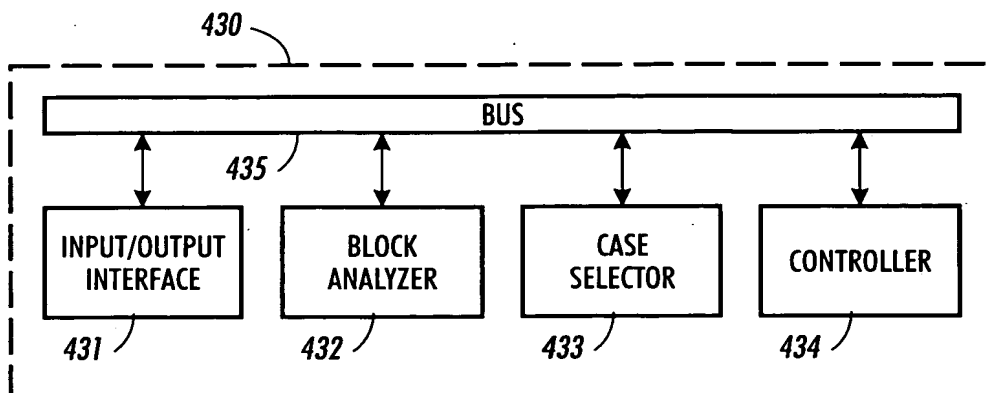 430
BUS
435
INPUT/OUTPUT
INTERFACE
BLOCK
ANALYZER
CASE
SELECTOR
CONTROLLER
431
432
433
434